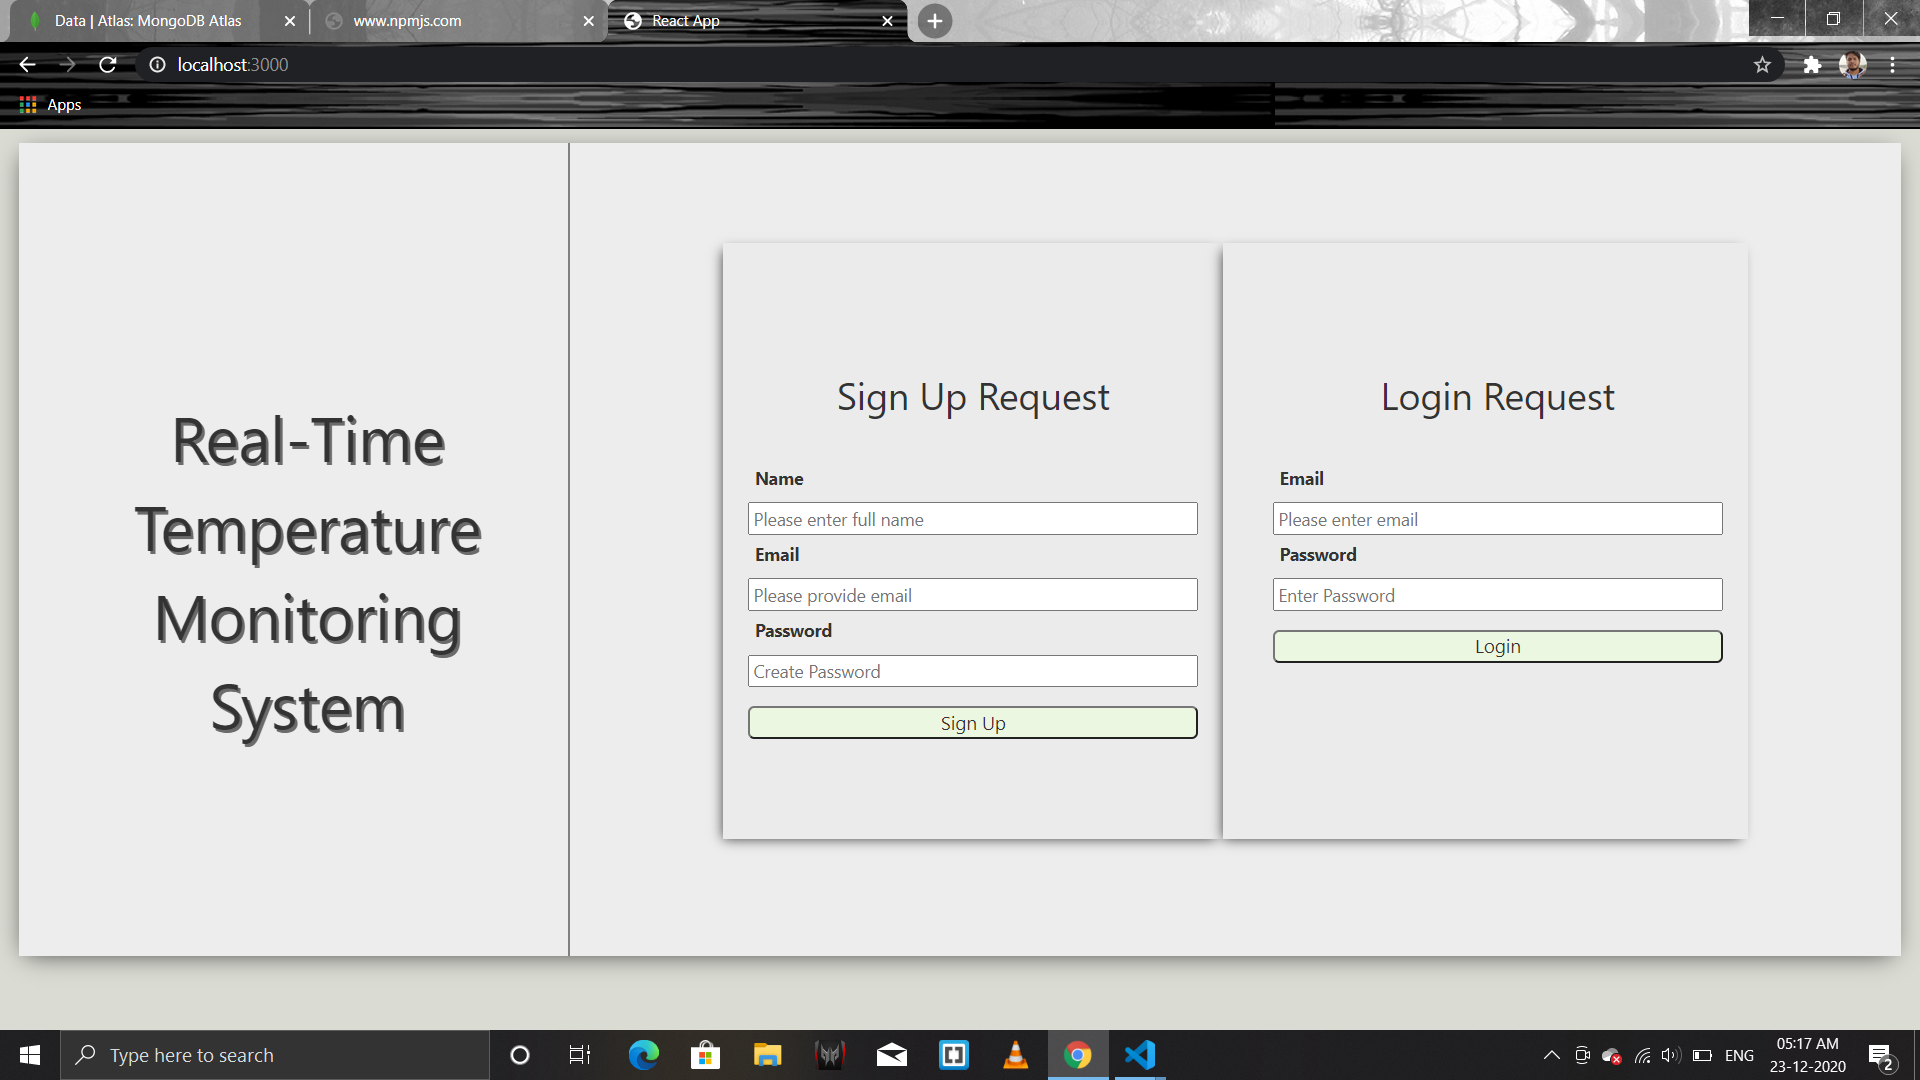 Data | Atlas: MongoDB Atlas
www.npmjs.com
React App
localhost:3000
Apps
Real-Time
Temperature
Monitoring
System
Sign Up Request
Name
Please enter full name
Email
Please provide email
Password
Create Password
Sign Up
Login Request
Email
Please enter email
Password
Enter Password
Login
Type here to search
ENG
05:17 AM
23-12-2020
2